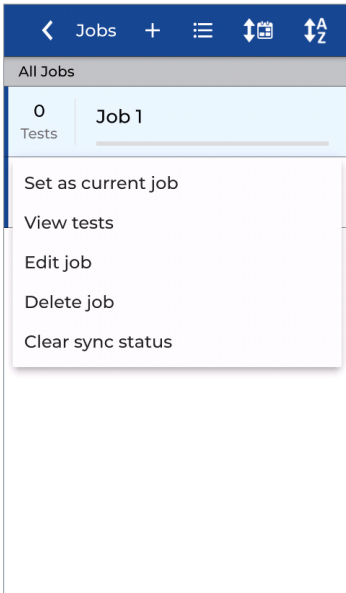 Jobs
A
Z
All Jobs
0
Tests
Job 1
Set as current job
View tests
Edit job
Delete job
Clear sync status